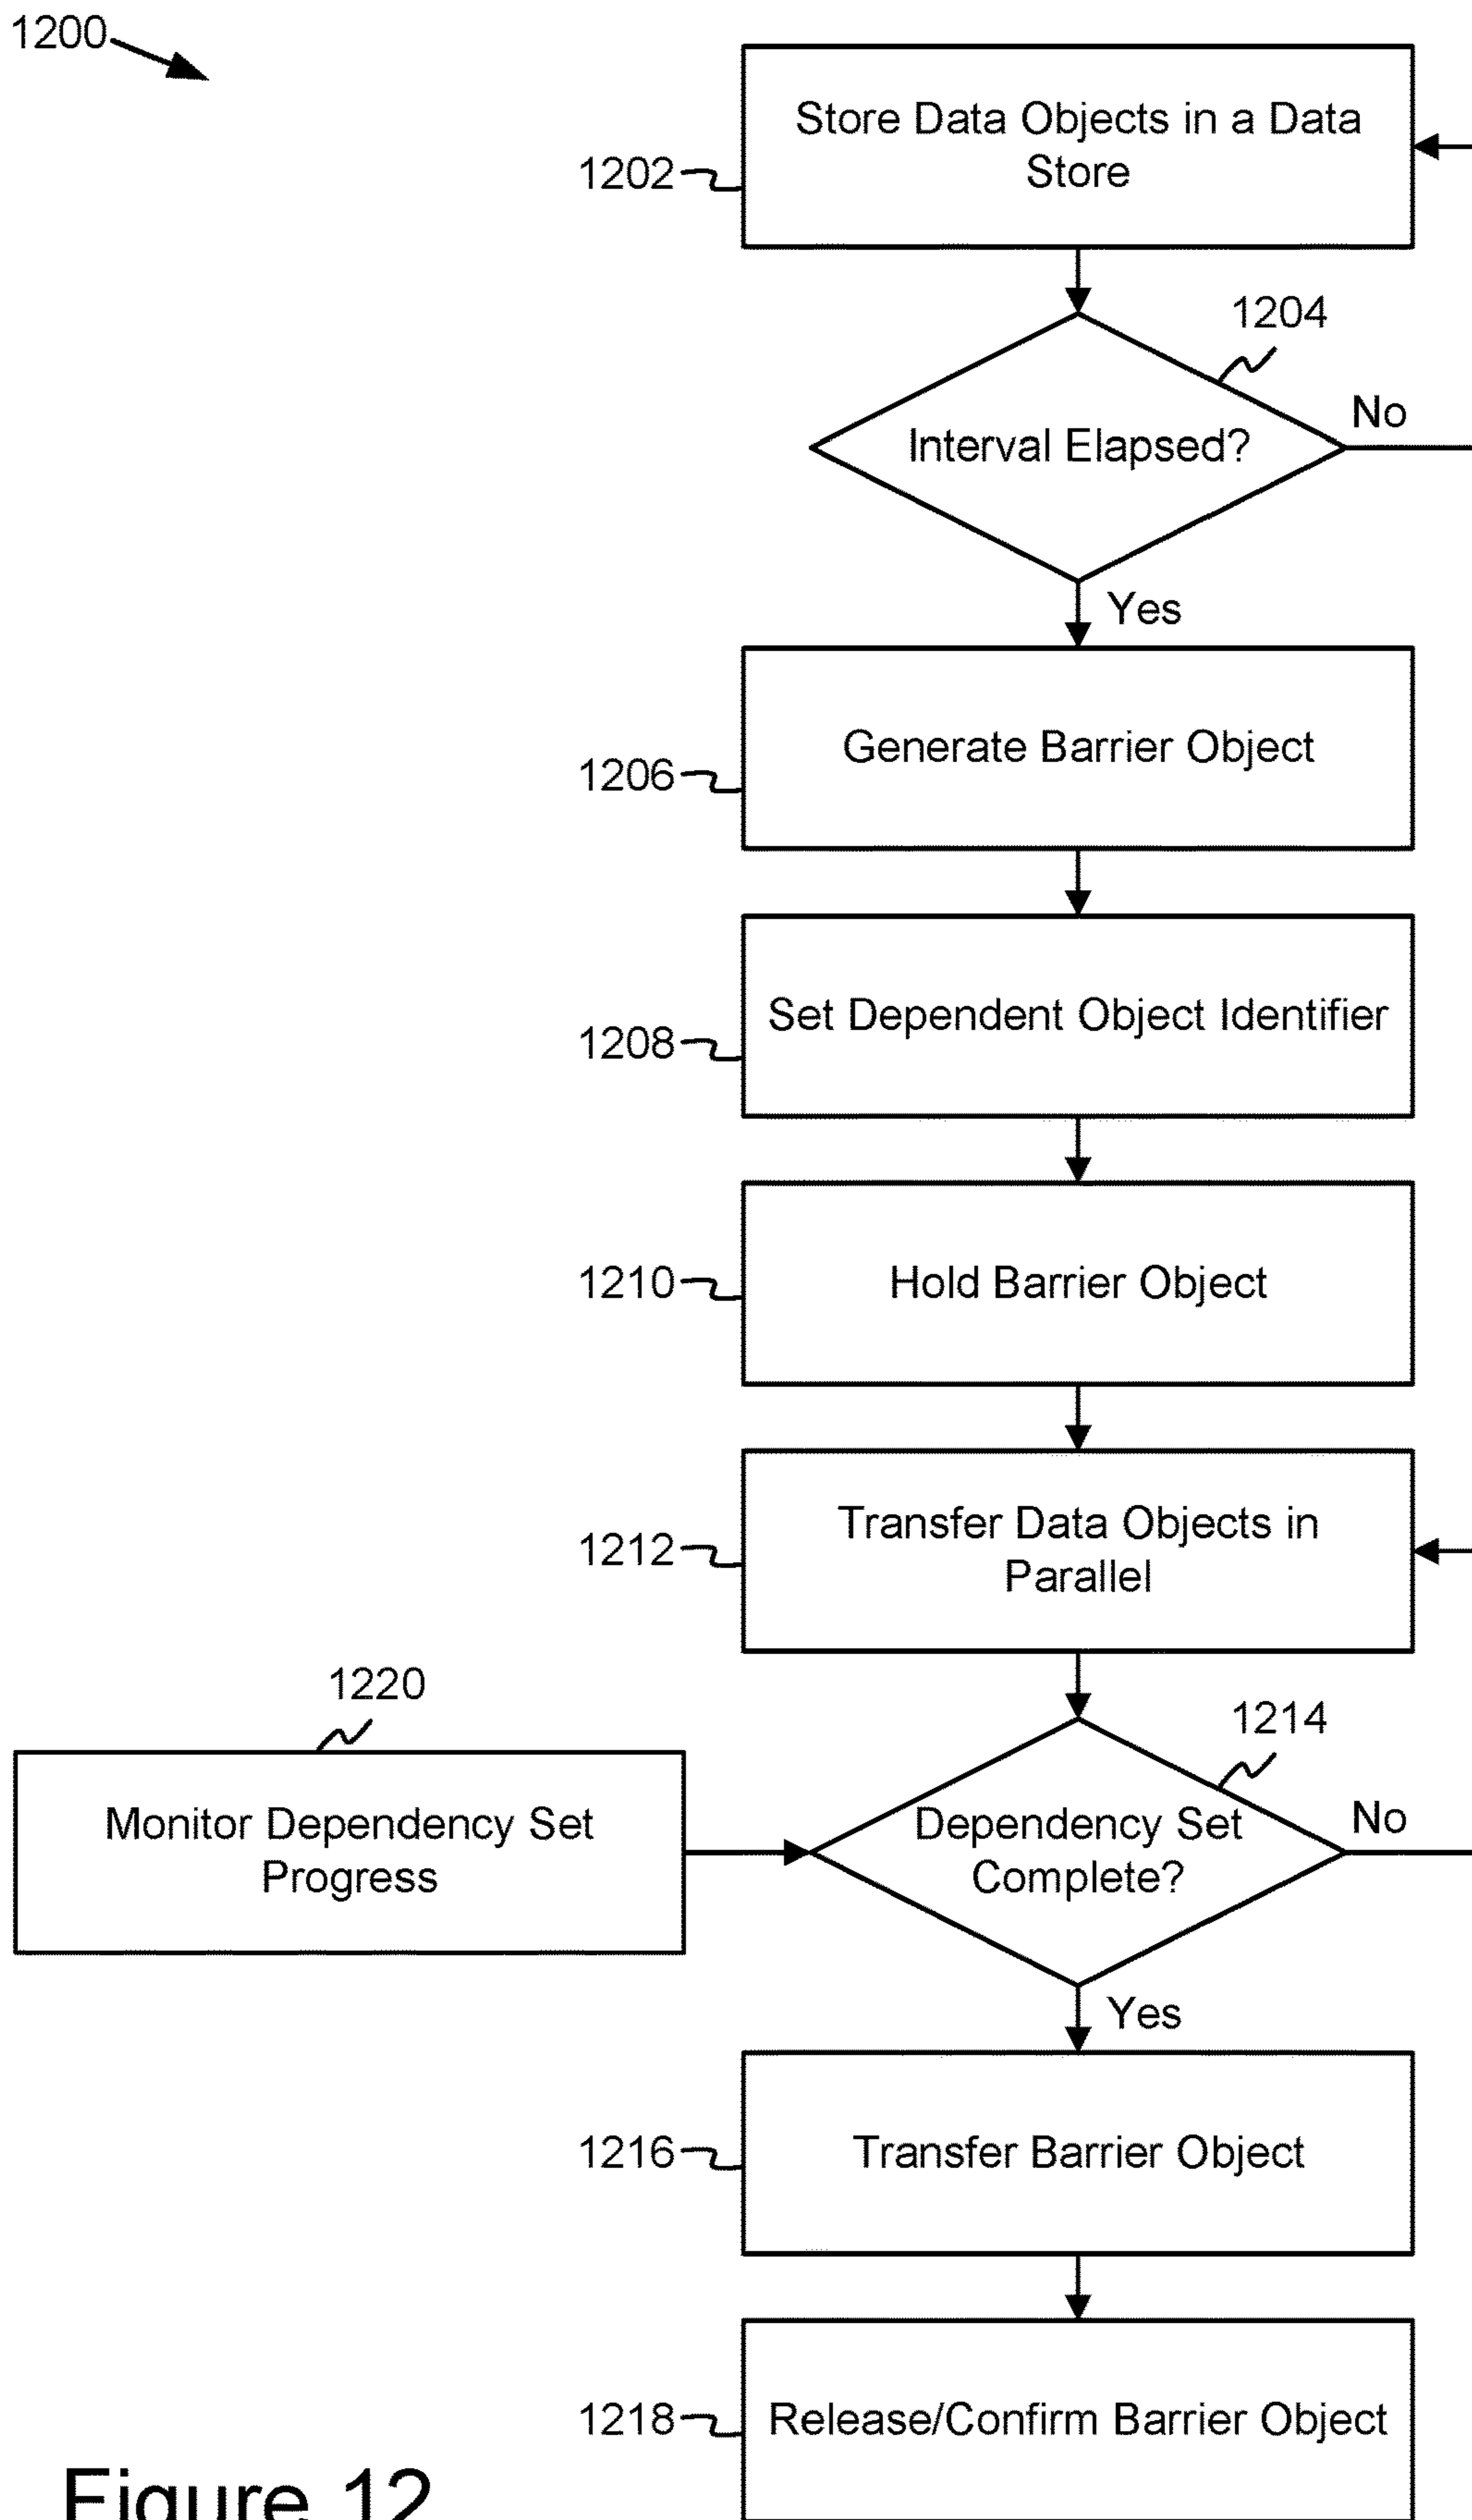 1200
Store Data Objects in a Data
Store
1202
1204
Interval Elapsed?
No
Yes
Generate Barrier Object
1206
Set Dependent Object Identifier
1208
Hold Barrier Object
1210
Transfer Data Objects in
Parallel
1212
1220
1214
Monitor Dependency Set
Progress
Dependency Set
Complete?
No
Yes
Transfer Barrier Object
1216
Release/Confirm Barrier Object
1218
Figure 12